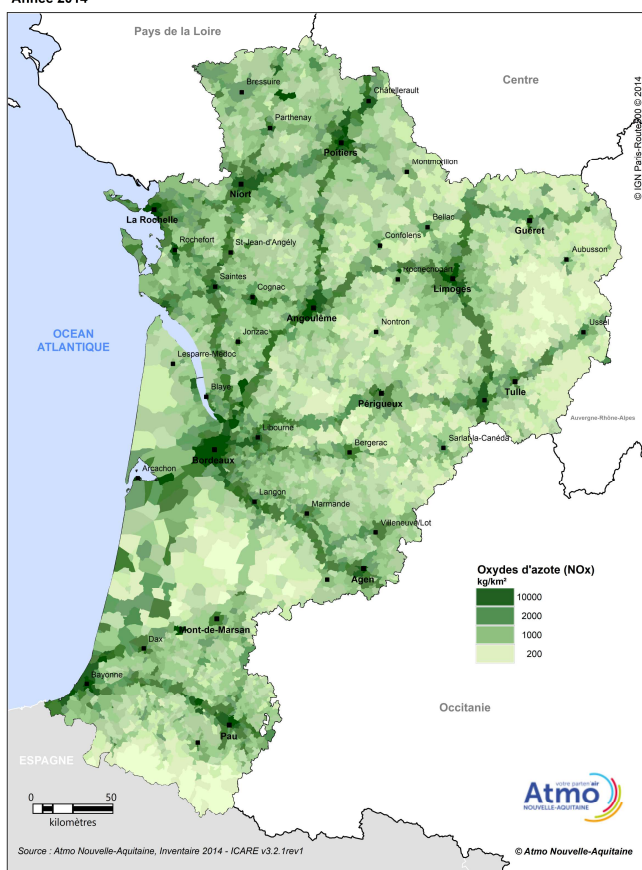 Année 2014
Pays de la Loire
Centre
© IGN Paris-Route500 © 2014
Bressuire
Châtellerault
Parthenay
Poitiers
Montmorillon
Niort
La Rochelle
Guéret
Bellac
Rochefort
St-Jean-d'Angély
Confolens
Aubusson
Rochechouart
Saintes
Limoges
Cognac
Angoulême
OCEAN
ATLANTIQUE
Nontron
Ussel
Jonzac
Lesparre-Médoc
Tulle
Blaye
Périgueux
Auvergne-Rhône-Alpes
Libourne
Bordeaux
Bergerac
Sarlat-la-Canéda
Arcachon
Langon
Marmande
Villeneuve/Lot
Agen
Oxydes d'azote (NOx)
kg/km²
10000
2000
1000
200
Mont-de-Marsan
Dax
Bayonne
Occitanie
Pau
ESPAGNE
votre parten'air
Atmo
NOUVELLE-AQUITAINE
0 50
kilomètres
Source : Atmo Nouvelle-Aquitaine, Inventaire 2014 - ICARE v3.2.1rev1
© Atmo Nouvelle-Aquitaine